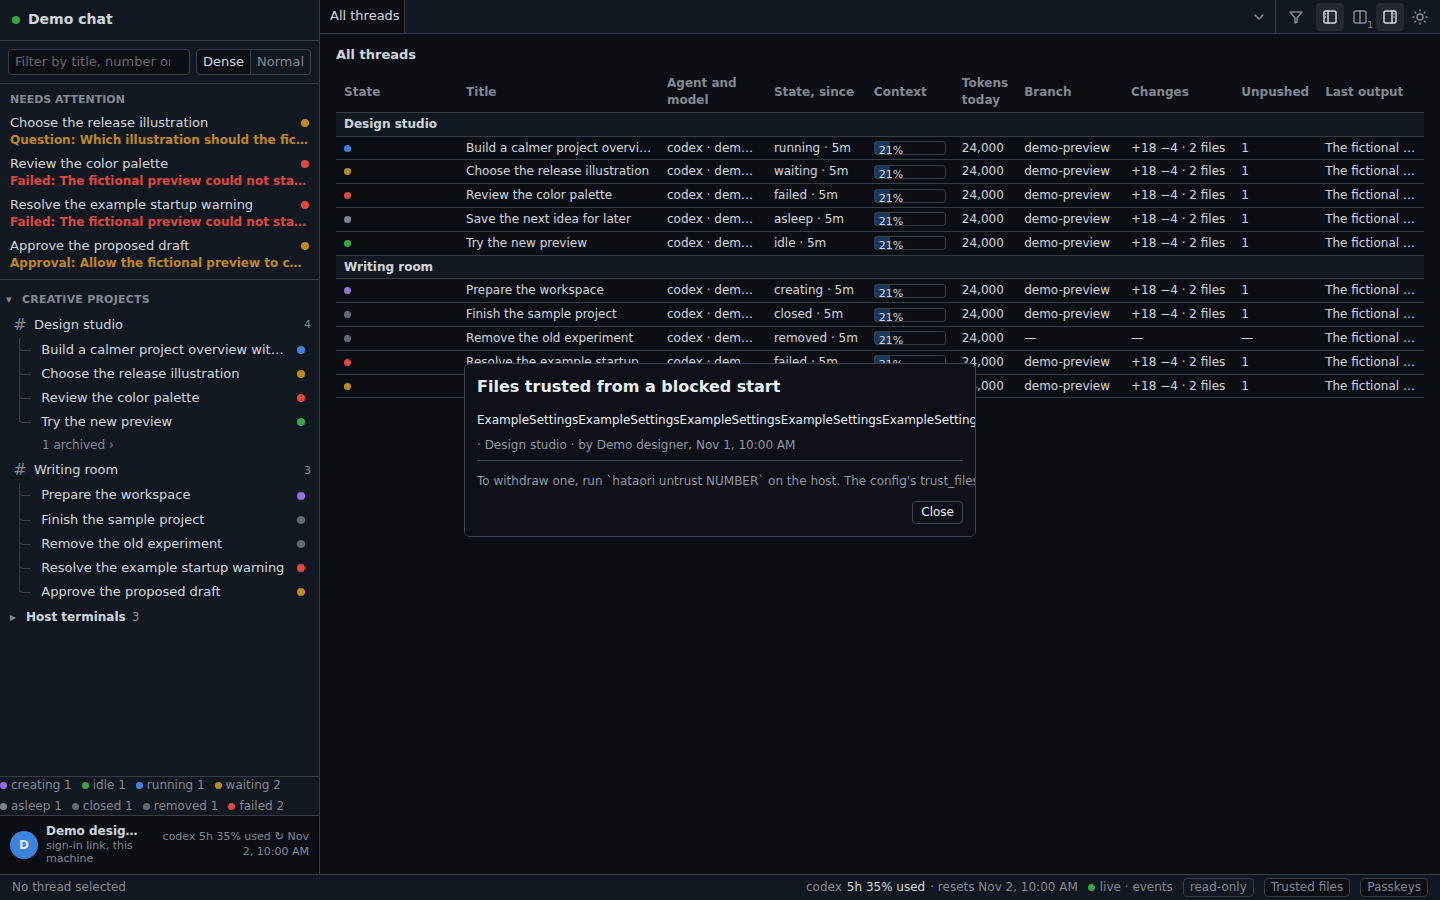 Demo chat
Filter by title, number or
Dense Normal
NEEDS ATTENTION
Choose the release illustration
Question: Which illustration should the fic…
Review the color palette
Failed: The fictional preview could not sta…
Resolve the example startup warning
Failed: The fictional preview could not sta…
Approve the proposed draft
Approval: Allow the fictional preview to c…
▾ CREATIVE PROJECTS
# Design studio 4
Build a calmer project overview wit…
Choose the release illustration
Review the color palette
Try the new preview
1 archived ›
# Writing room 3
Prepare the workspace
Finish the sample project
Remove the old experiment
Resolve the example startup warning
Approve the proposed draft
▸ Host terminals 3
creating 1 idle 1 running 1 waiting 2
asleep 1 closed 1 removed 1 failed 2
D
Demo desig…
sign-in link, this machine
codex 5h 35% used ↻ Nov 2, 10:00 AM
All threads
1
All threads
State Title Agent and model State, since Context Tokens today Branch Changes Unpushed Last output
Design studio
Build a calmer project overvi… codex · dem… running · 5m 21% 24,000 demo-preview +18 −4 · 2 files 1 The fictional …
Choose the release illustration codex · dem… waiting · 5m 21% 24,000 demo-preview +18 −4 · 2 files 1 The fictional …
Review the color palette codex · dem… failed · 5m 21% 24,000 demo-preview +18 −4 · 2 files 1 The fictional …
Save the next idea for later codex · dem… asleep · 5m 21% 24,000 demo-preview +18 −4 · 2 files 1 The fictional …
Try the new preview codex · dem… idle · 5m 21% 24,000 demo-preview +18 −4 · 2 files 1 The fictional …
Writing room
Prepare the workspace codex · dem… creating · 5m 21% 24,000 demo-preview +18 −4 · 2 files 1 The fictional …
Finish the sample project codex · dem… closed · 5m 21% 24,000 demo-preview +18 −4 · 2 files 1 The fictional …
Remove the old experiment codex · dem… removed · 5m 21% 24,000 — — — The fictional …
Resolve the example startup codex · dem failed · 5m 21% 24,000 demo-preview +18 −4 · 2 files 1 The fictional …
,000 demo-preview +18 −4 · 2 files 1 The fictional …
Files trusted from a blocked start
ExampleSettingsExampleSettingsExampleSettingsExampleSettingsExampleSetting
· Design studio · by Demo designer, Nov 1, 10:00 AM
To withdraw one, run `hataori untrust NUMBER` on the host. The config's trust_files
Close
No thread selected
codex 5h 35% used · resets Nov 2, 10:00 AM live · events read-only Trusted files Passkeys